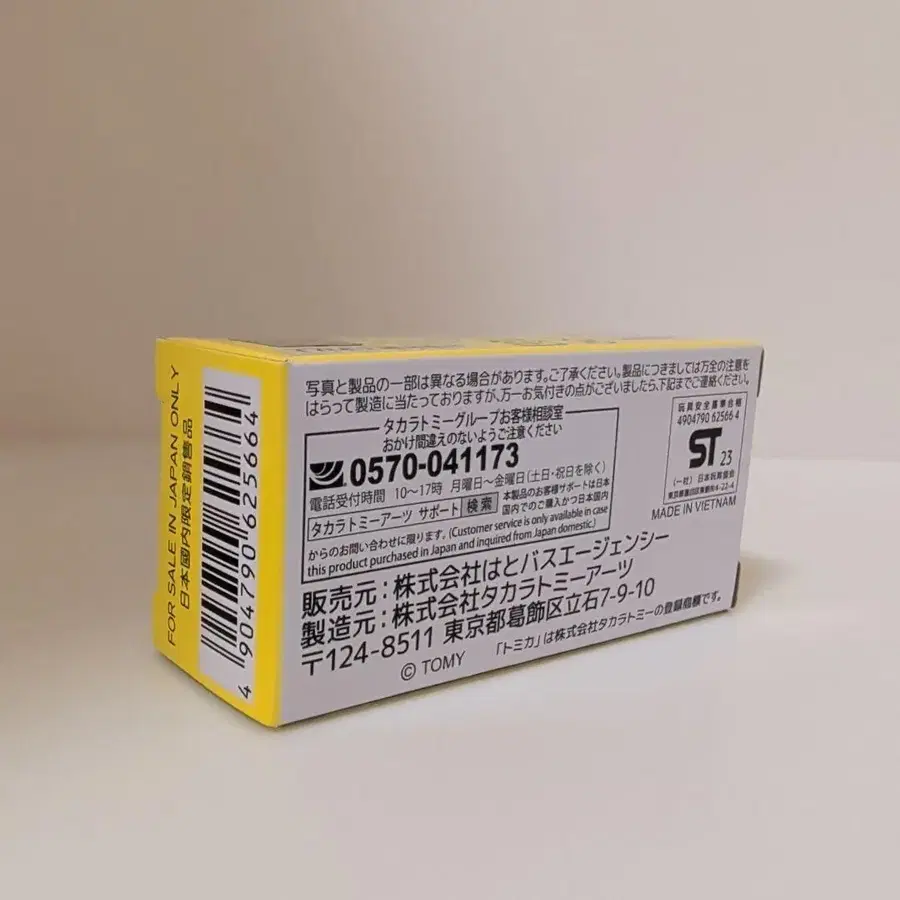 FOR SALE IN JAPAN ONLY
日本國内限定銷售品
4 904790 625664
写真と製品の一部は異なる場合があります。ご了承ください。製品につきましては万全の注意を
はらって製造に当たっておりますが、万一お気付きの点がございましたら、下記までご連絡ください。
タカラトミーグループお客様相談室
おかけ間違えのないようご注意ください
0570-041173
電話受付時間 10〜17時 月曜日〜金曜日(土日・祝日を除く)
タカラトミーアーツ サポート 検索
本製品のお客様サポートは日本
国内でのご購入かつ日本国内
からのお問い合わせに限ります。(Customer service is only available in case
this product purchased in Japan and inquired from Japan domestic.)
玩具安全基準合格
4904790 62566 4
ST 23
(一社)日本玩具協会
東京都墨田区東駒形4-22-4
MADE IN VIETNAM
販売元:株式会社はとバスエージェンシー
製造元:株式会社タカラトミーアーツ
〒124-8511 東京都葛飾区立石7-9-10
© TOMY 「トミカ」は株式会社タカラトミーの登録商標です。